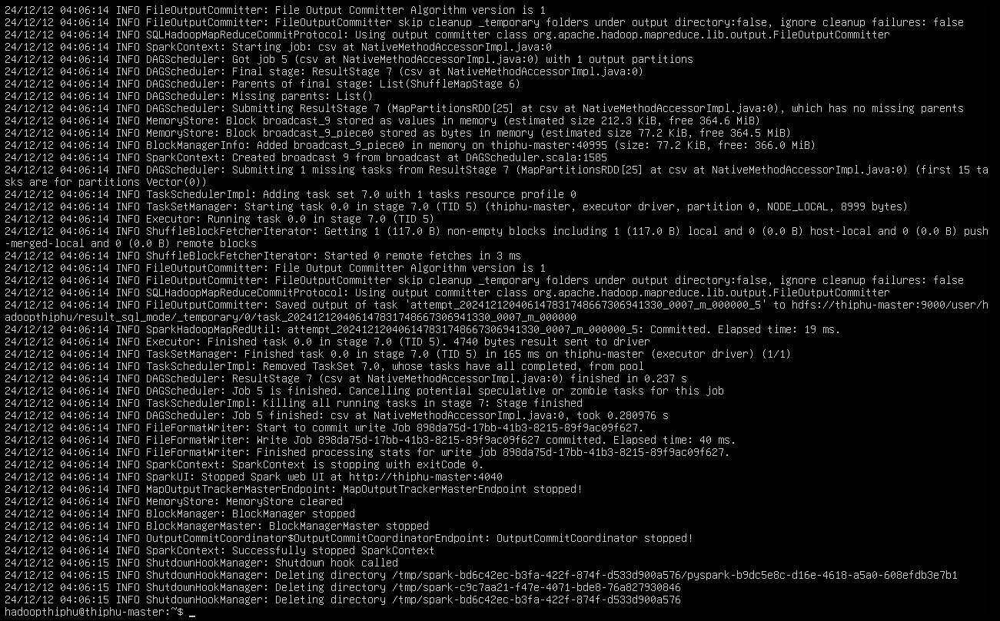 24/12/12 04:06:14 INFO FileOutputCommitter: File Output Committer Algorithm version is 1
24/12/12 04:06:14 INFO FileOutputCommitter: FileOutputCommitter skip cleanup _temporary folders under output directory:false, ignore cleanup failures: false
24/12/12 04:06:14 INFO SQLHadoopMapReduceCommitProtocol: Using output committer class org.apache.hadoop.mapreduce.lib.output.FileOutputCommitter
24/12/12 04:06:14 INFO SparkContext: Starting job: csv at NativeMethodAccessorImpl.java:0
24/12/12 04:06:14 INFO DAGScheduler: Got job 5 (csv at NativeMethodAccessorImpl.java:0) with 1 output partitions
24/12/12 04:06:14 INFO DAGScheduler: Final stage: ResultStage 7 (csv at NativeMethodAccessorImpl.java:0)
24/12/12 04:06:14 INFO DAGScheduler: Parents of final stage: List(ShuffleMapStage 6)
24/12/12 04:06:14 INFO DAGScheduler: Missing parents: List()
24/12/12 04:06:14 INFO DAGScheduler: Submitting ResultStage 7 (MapPartitionsRDD[25] at csv at NativeMethodAccessorImpl.java:0), which has no missing parents
24/12/12 04:06:14 INFO MemoryStore: Block broadcast_9 stored as values in memory (estimated size 212.3 KiB, free 364.6 MiB)
24/12/12 04:06:14 INFO MemoryStore: Block broadcast_9_piece0 stored as bytes in memory (estimated size 77.2 KiB, free 364.5 MiB)
24/12/12 04:06:14 INFO BlockManagerInfo: Added broadcast_9_piece0 in memory on thiphu-master:40995 (size: 77.2 KiB, free: 366.0 MiB)
24/12/12 04:06:14 INFO SparkContext: Created broadcast 9 from broadcast at DAGScheduler.scala:1585
24/12/12 04:06:14 INFO DAGScheduler: Submitting 1 missing tasks from ResultStage 7 (MapPartitionsRDD[25] at csv at NativeMethodAccessorImpl.java:0) (first 15 ta
sks are for partitions Vector(0))
24/12/12 04:06:14 INFO TaskSchedulerImpl: Adding task set 7.0 with 1 tasks resource profile 0
24/12/12 04:06:14 INFO TaskSetManager: Starting task 0.0 in stage 7.0 (TID 5) (thiphu-master, executor driver, partition 0, NODE_LOCAL, 8999 bytes)
24/12/12 04:06:14 INFO Executor: Running task 0.0 in stage 7.0 (TID 5)
24/12/12 04:06:14 INFO ShuffleBlockFetcherIterator: Getting 1 (117.0 B) non-empty blocks including 1 (117.0 B) local and 0 (0.0 B) host-local and 0 (0.0 B) push
-merged-local and 0 (0.0 B) remote blocks
24/12/12 04:06:14 INFO ShuffleBlockFetcherIterator: Started 0 remote fetches in 3 ms
24/12/12 04:06:14 INFO FileOutputCommitter: File Output Committer Algorithm version is 1
24/12/12 04:06:14 INFO FileOutputCommitter: FileOutputCommitter skip cleanup _temporary folders under output directory:false, ignore cleanup failures: false
24/12/12 04:06:14 INFO SQLHadoopMapReduceCommitProtocol: Using output committer class org.apache.hadoop.mapreduce.lib.output.FileOutputCommitter
24/12/12 04:06:14 INFO FileOutputCommitter: Saved output of task 'attempt_202412120406147831748667306941330_0007_m_000000_5' to hdfs://thiphu-master:9000/user/h
adoopthiphu/result_sql_mode/_temporary/0/task_202412120406147831748667306941330_0007_m_000000
24/12/12 04:06:14 INFO SparkHadoopMapRedUtil: attempt_202412120406147831748667306941330_0007_m_000000_5: Committed. Elapsed time: 19 ms.
24/12/12 04:06:14 INFO Executor: Finished task 0.0 in stage 7.0 (TID 5). 4740 bytes result sent to driver
24/12/12 04:06:14 INFO TaskSetManager: Finished task 0.0 in stage 7.0 (TID 5) in 165 ms on thiphu-master (executor driver) (1/1)
24/12/12 04:06:14 INFO TaskSchedulerImpl: Removed TaskSet 7.0, whose tasks have all completed, from pool
24/12/12 04:06:14 INFO DAGScheduler: ResultStage 7 (csv at NativeMethodAccessorImpl.java:0) finished in 0.237 s
24/12/12 04:06:14 INFO DAGScheduler: Job 5 is finished. Cancelling potential speculative or zombie tasks for this job
24/12/12 04:06:14 INFO TaskSchedulerImpl: Killing all running tasks in stage 7: Stage finished
24/12/12 04:06:14 INFO DAGScheduler: Job 5 finished: csv at NativeMethodAccessorImpl.java:0, took 0.280976 s
24/12/12 04:06:14 INFO FileFormatWriter: Start to commit write Job 898da75d-17bb-41b3-8215-89f9ac09f627.
24/12/12 04:06:14 INFO FileFormatWriter: Write Job 898da75d-17bb-41b3-8215-89f9ac09f627 committed. Elapsed time: 40 ms.
24/12/12 04:06:14 INFO FileFormatWriter: Finished processing stats for write job 898da75d-17bb-41b3-8215-89f9ac09f627.
24/12/12 04:06:14 INFO SparkContext: SparkContext is stopping with exitCode 0.
24/12/12 04:06:14 INFO SparkUI: Stopped Spark web UI at http://thiphu-master:4040
24/12/12 04:06:14 INFO MapOutputTrackerMasterEndpoint: MapOutputTrackerMasterEndpoint stopped!
24/12/12 04:06:14 INFO MemoryStore: MemoryStore cleared
24/12/12 04:06:14 INFO BlockManager: BlockManager stopped
24/12/12 04:06:14 INFO BlockManagerMaster: BlockManagerMaster stopped
24/12/12 04:06:14 INFO OutputCommitCoordinator$OutputCommitCoordinatorEndpoint: OutputCommitCoordinator stopped!
24/12/12 04:06:14 INFO SparkContext: Successfully stopped SparkContext
24/12/12 04:06:15 INFO ShutdownHookManager: Shutdown hook called
24/12/12 04:06:15 INFO ShutdownHookManager: Deleting directory /tmp/spark-bd6c42ec-b3fa-422f-874f-d533d900a576/pyspark-b9dc5e8c-d16e-4618-a5a0-608efdb3e7b1
24/12/12 04:06:15 INFO ShutdownHookManager: Deleting directory /tmp/spark-c9c7aa21-f47e-4071-bde8-76a827930846
24/12/12 04:06:15 INFO ShutdownHookManager: Deleting directory /tmp/spark-bd6c42ec-b3fa-422f-874f-d533d900a576
hadoopthiphu@thiphu-master:~$ _